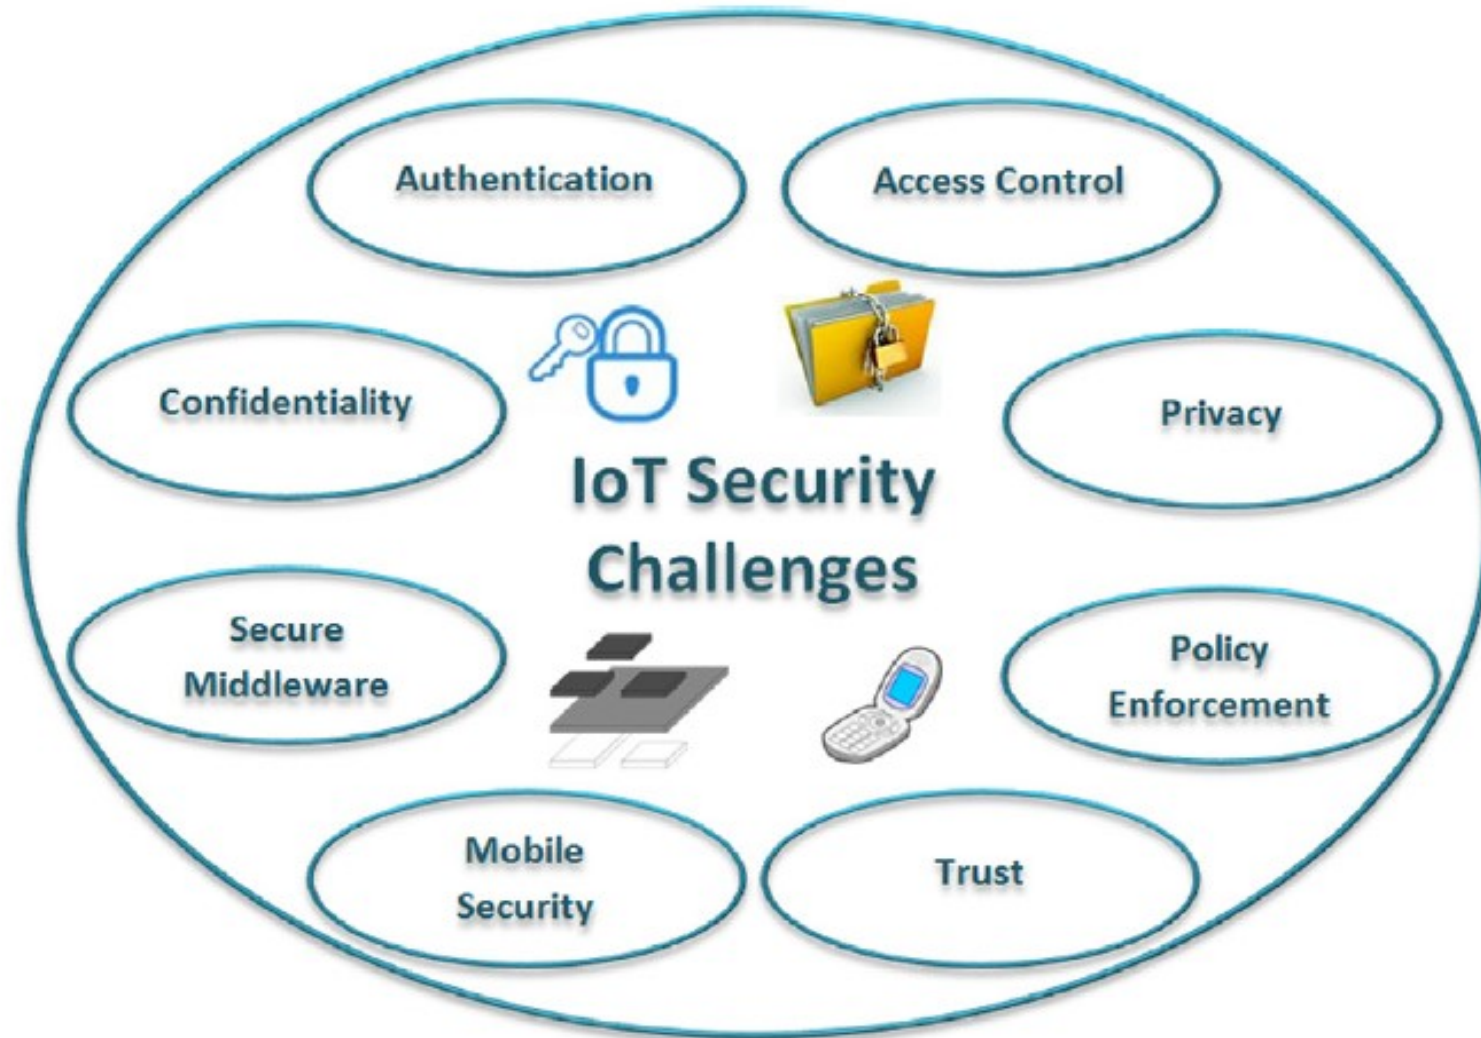 Authentication
Access Control
Confidentiality
Privacy
IoT Security
Challenges
Secure
Middleware
Policy
Enforcement
Mobile
Security
Trust